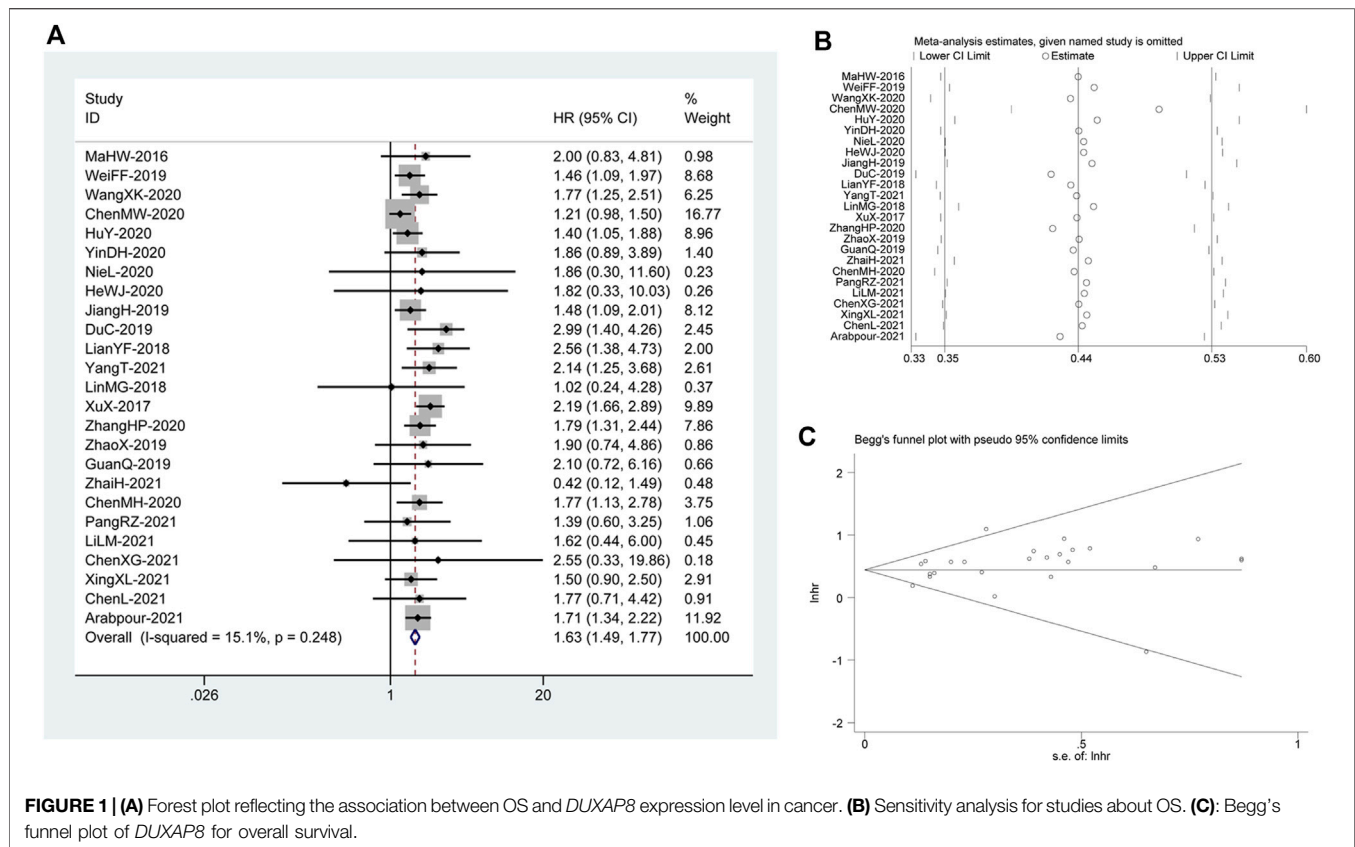 A
Study % 
ID HR (95% CI) Weight
MaHW-2016 2.00 (0.83, 4.81) 0.98
WeiFF-2019 1.46 (1.09, 1.97) 8.68
WangXK-2020 1.77 (1.25, 2.51) 6.25
ChenMW-2020 1.21 (0.98, 1.50) 16.77
HuY-2020 1.40 (1.05, 1.88) 8.96
YinDH-2020 1.86 (0.89, 3.89) 1.40
NieL-2020 1.86 (0.30, 11.60) 0.23
HeWJ-2020 1.82 (0.33, 10.03) 0.26
JiangH-2019 1.48 (1.09, 2.01) 8.12
DuC-2019 2.99 (1.40, 4.26) 2.45
LianYF-2018 2.56 (1.38, 4.73) 2.00
YangT-2021 2.14 (1.25, 3.68) 2.61
LinMG-2018 1.02 (0.24, 4.28) 0.37
XuX-2017 2.19 (1.66, 2.89) 9.89
ZhangHP-2020 1.79 (1.31, 2.44) 7.86
ZhaoX-2019 1.90 (0.74, 4.86) 0.86
GuanQ-2019 2.10 (0.72, 6.16) 0.66
ZhaiH-2021 0.42 (0.12, 1.49) 0.48
ChenMH-2020 1.77 (1.13, 2.78) 3.75
PangRZ-2021 1.39 (0.60, 3.25) 1.06
LiLM-2021 1.62 (0.44, 6.00) 0.45
ChenXG-2021 2.55 (0.33, 19.86) 0.18
XingXL-2021 1.50 (0.90, 2.50) 2.91
ChenL-2021 1.77 (0.71, 4.42) 0.91
Arabpour-2021 1.71 (1.34, 2.22) 11.92
Overall (I-squared = 15.1%, p = 0.248) 1.63 (1.49, 1.77) 100.00
.026 1 20
B
Meta-analysis estimates, given named study is omitted
Lower CI Limit Estimate Upper CI Limit
MaHW-2016
WeiFF-2019
WangXK-2020
ChenMW-2020
HuY-2020
YinDH-2020
NieL-2020
HeWJ-2020
JiangH-2019
DuC-2019
LianYF-2018
YangT-2021
LinMG-2018
XuX-2017
ZhangHP-2020
ZhaoX-2019
GuanQ-2019
ZhaiH-2021
ChenMH-2020
PangRZ-2021
LiLM-2021
ChenXG-2021
XingXL-2021
ChenL-2021
Arabpour-2021
0.33 0.35 0.44 0.53 0.60
C
Begg's funnel plot with pseudo 95% confidence limits
lnhr
2
1
0
-1
-2
0 .5 1
s.e. of: lnhr
FIGURE 1 | (A) Forest plot reflecting the association between OS and DUXAP8 expression level in cancer. (B) Sensitivity analysis for studies about OS. (C): Begg's
funnel plot of DUXAP8 for overall survival.